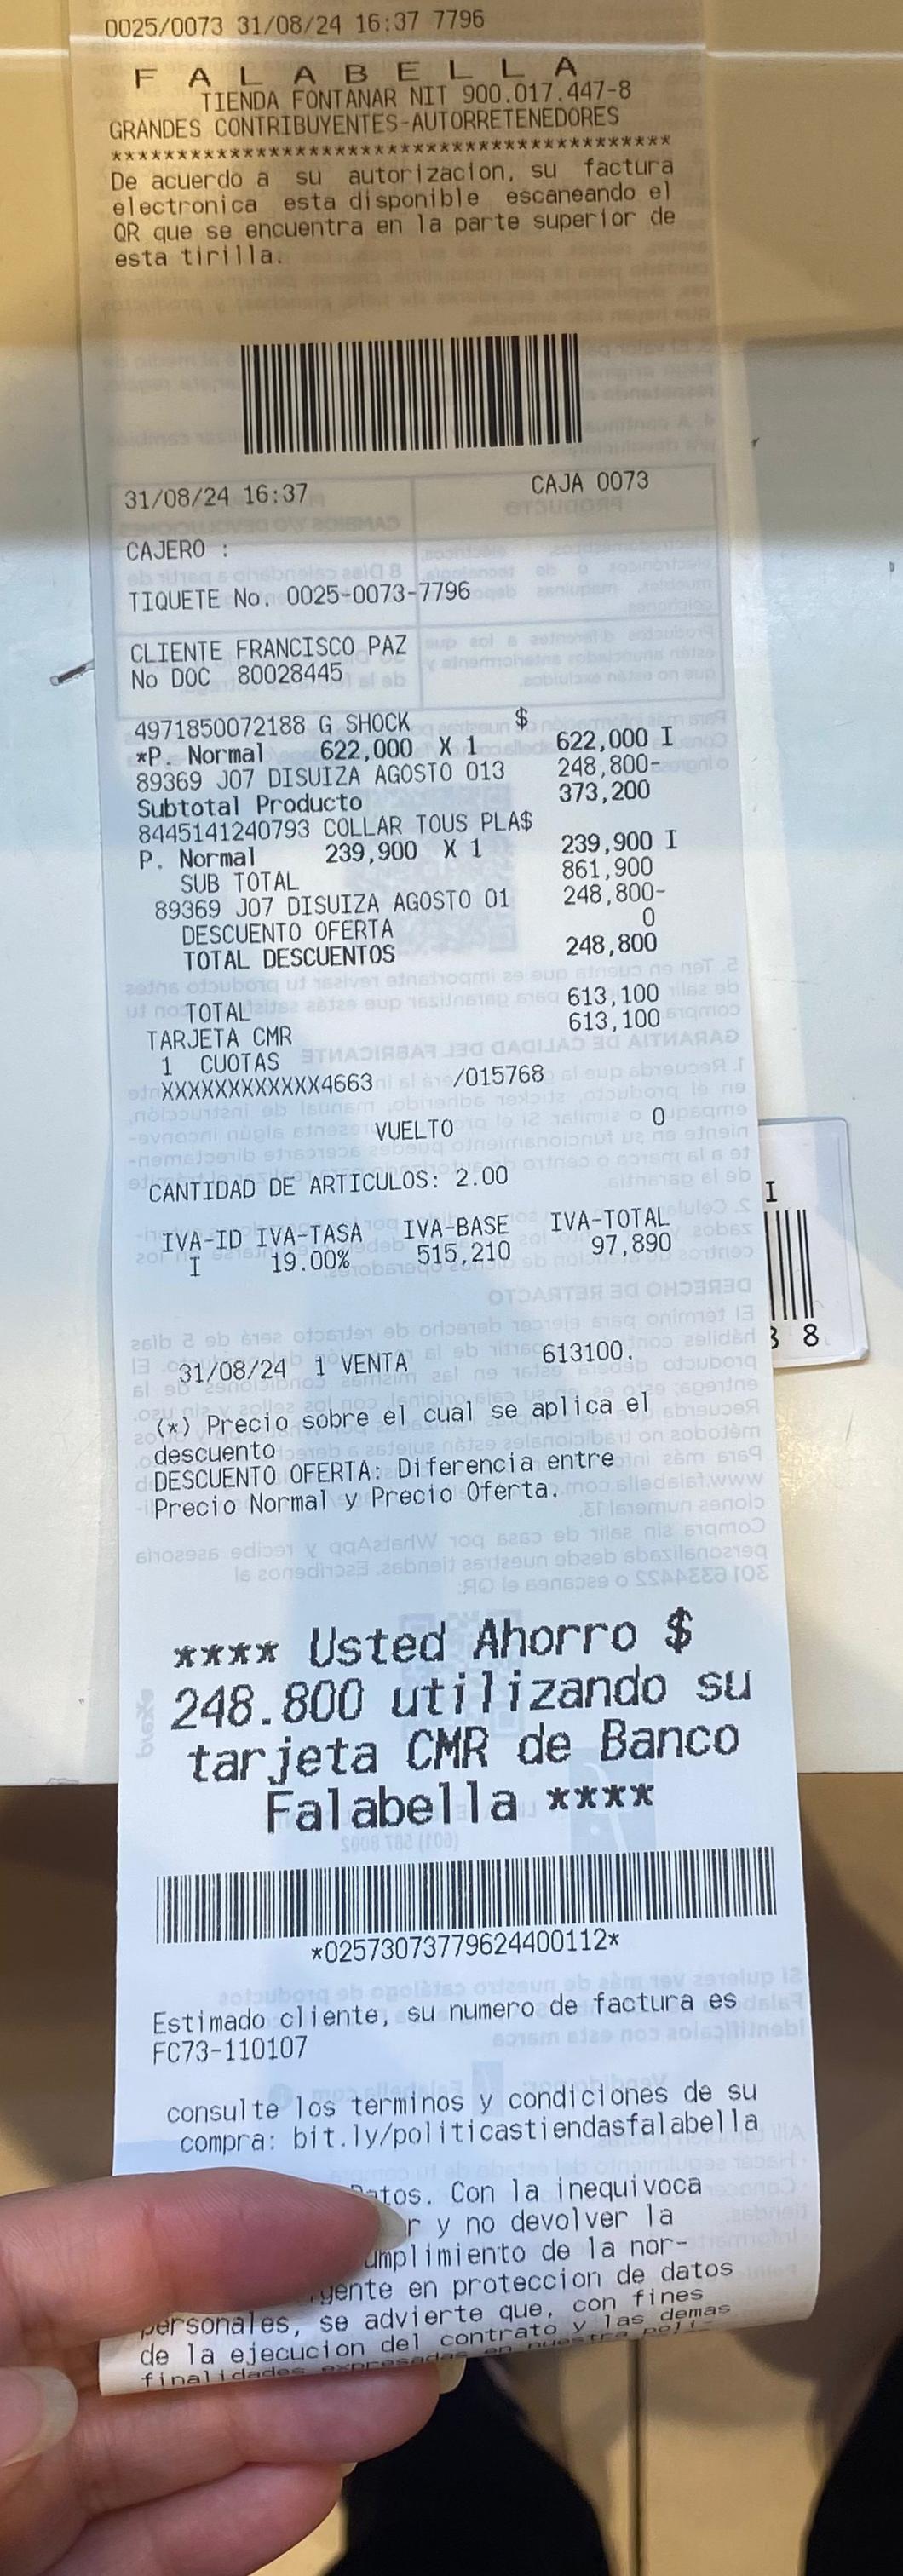 0025/0073 31/08/24 16:37 7796
F A L A B E L L A
TIENDA FONTANAR NIT 900.017.447-8
GRANDES CONTRIBUYENTES-AUTORRETENEDORES
******************************************
De acuerdo a su autorizacion, su factura
electronica esta disponible escaneando el
QR que se encuentra en la parte superior de
esta tirilla.
31/08/24 16:37 CAJA 0073
CAJERO :
TIQUETE No. 0025-0073-7796
CLIENTE FRANCISCO PAZ
No DOC 80028445
4971850072188 G SHOCK $
*P. Normal 622,000 X 1 622,000 I
89369 J07 DISUIZA AGOSTO 013 248,800-
Subtotal Producto 373,200
8445141240793 COLLAR TOUS PLA$
P. Normal 239,900 X 1 239,900 I
SUB TOTAL 861,900
89369 J07 DISUIZA AGOSTO 01 248,800-
DESCUENTO OFERTA 0
TOTAL DESCUENTOS 248,800
TOTAL 613,100
TARJETA CMR 613,100
1 CUOTAS
XXXXXXXXXXXX4663 /015768
VUELTO 0
CANTIDAD DE ARTICULOS: 2.00
IVA-ID IVA-TASA IVA-BASE IVA-TOTAL
I 19.00% 515,210 97,890
31/08/24 1 VENTA 613100.
(*) Precio sobre el cual se aplica el
descuento
DESCUENTO OFERTA: Diferencia entre
Precio Normal y Precio Oferta.
**** Usted Ahorro $
248.800 utilizando su
tarjeta CMR de Banco
Falabella ****
*02573073779624400112*
Estimado cliente, su numero de factura es
FC73-110107
consulte los terminos y condiciones de su
compra: bit.ly/politicastiendasfalabella
Datos. Con la inequivoca
r y no devolver la
umplimiento de la nor-
gente en proteccion de datos
personales, se advierte que, con fines
de la ejecucion del contrato y las demas
finalidades expresadas en nuestra poli-
I
3 8